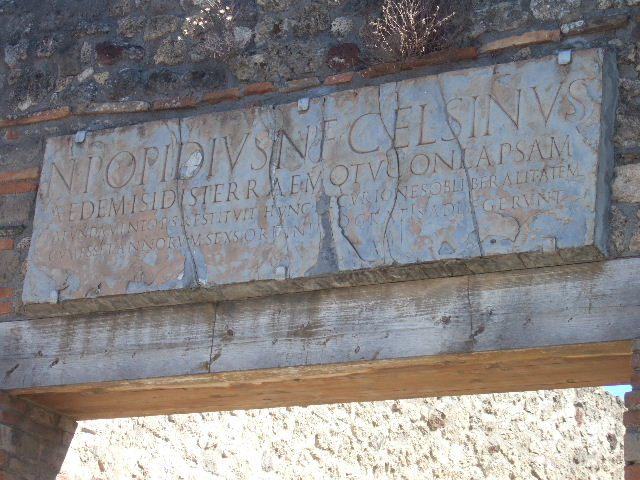 N POPIDIVS N F CELSINVS
AEDEM ISIDIS TERRAE MOTV CONLAPSAM
A FVNDAMENTO P S RESTITVIT HVNC DECVRIONES OB LIBERALITATEM
CVM ESSET ANNORVM SEXS ORDINI SVO GRATIS ADLEGERVNT